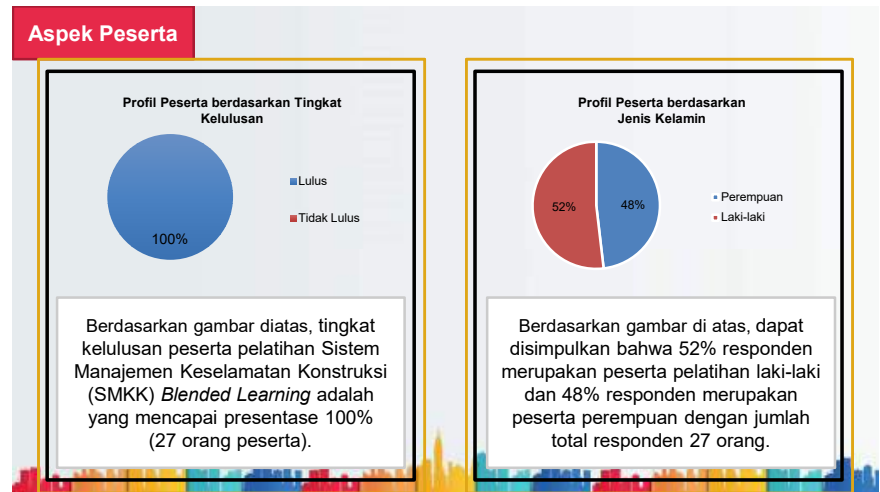 Aspek Peserta
Profil Peserta berdasarkan Tingkat
Kelulusan
100%
Lulus
Tidak Lulus
Berdasarkan gambar diatas, tingkat
kelulusan peserta pelatihan Sistem
Manajemen Keselamatan Konstruksi
(SMKK) Blended Learning adalah
yang mencapai presentase 100%
(27 orang peserta).
Profil Peserta berdasarkan
Jenis Kelamin
52%
48%
Perempuan
Laki-laki
Berdasarkan gambar di atas, dapat
disimpulkan bahwa 52% responden
merupakan peserta pelatihan laki-laki
dan 48% responden merupakan
peserta perempuan dengan jumlah
total responden 27 orang.